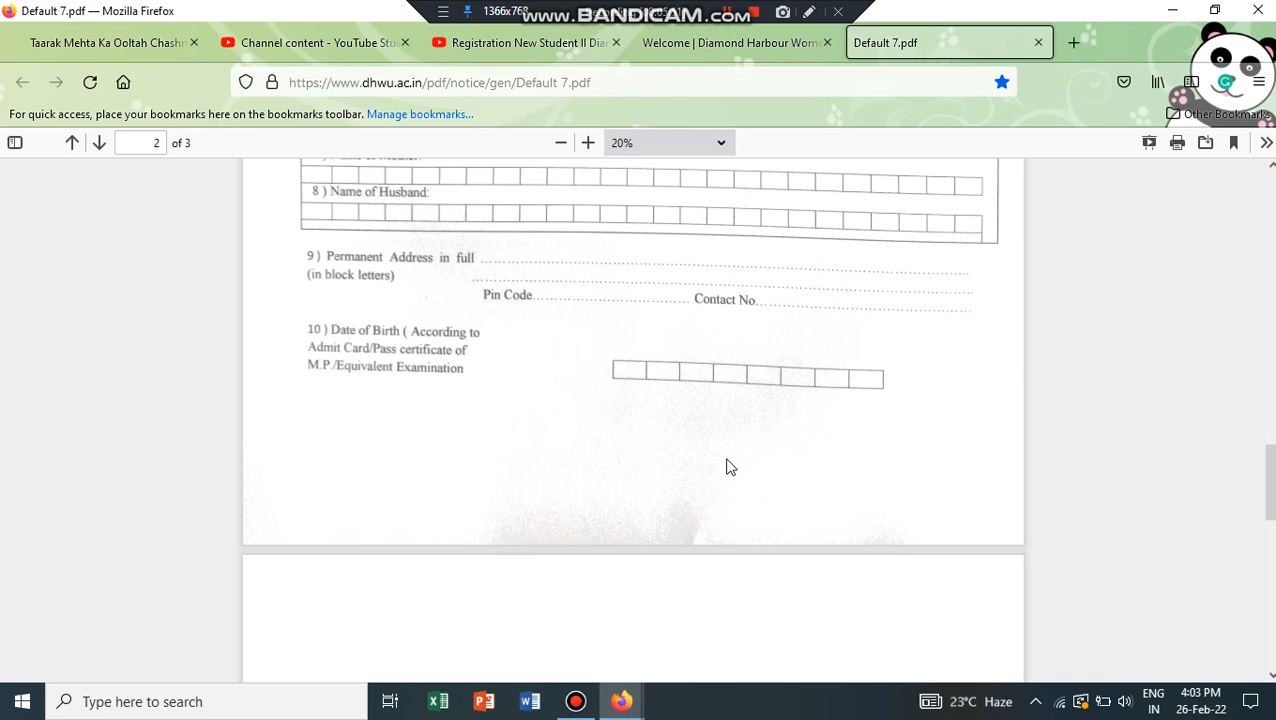 Default 7.pdf — Mozilla Firefox
1366x768
www.BANDICAM.com
Taarak Mehta Ka Ooltah Chashm
Channel content - YouTube Stu
Registration New Student II Dia
Welcome | Diamond Harbour Wom
Default 7.pdf
https://www.dhwu.ac.in/pdf/notice/gen/Default 7.pdf
For quick access, place your bookmarks here on the bookmarks toolbar. Manage bookmarks...
Other Bookmarks
2 of 3
20%
8 ) Name of Husband:
9 ) Permanent Address in full
(in block letters)
Pin Code
Contact No.
10 ) Date of Birth ( According to
Admit Card/Pass certificate of
M.P./Equivalent Examination
Type here to search
23°C Haze
ENG
IN
4:03 PM
26-Feb-22